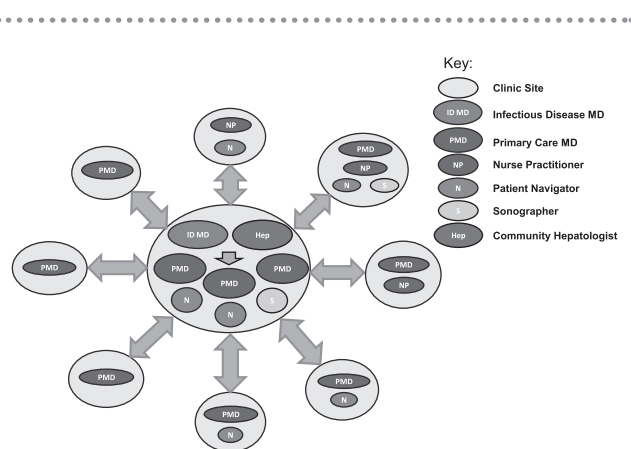 Key:
Clinic Site
ID MD Infectious Disease MD
PMD Primary Care MD
NP Nurse Practitioner
N Patient Navigator
S Sonographer
Hep Community Hepatologist
NP
N
PMD
NP
N S
PMD
PMD
ID MD Hep
PMD PMD
PMD
N S
N
PMD
NP
PMD
PMD
N
PMD
N